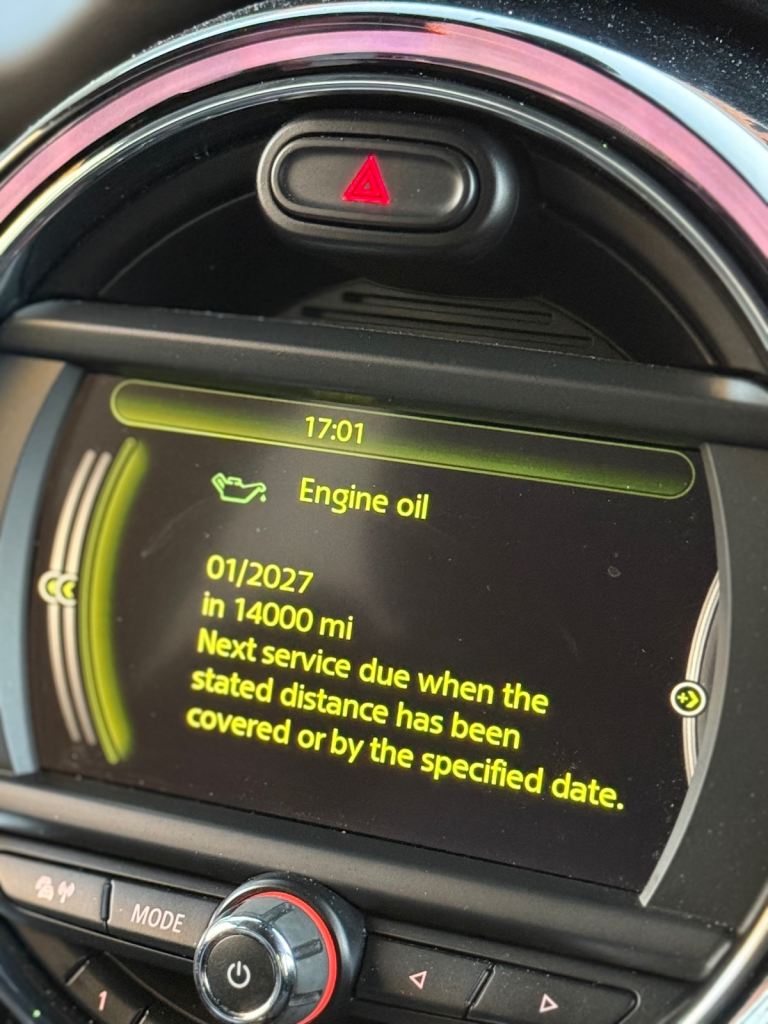 17:01
Engine oil
01/2027
in 14000 mi
Next service due when the
stated distance has been
covered or by the specified date.
MODE
1